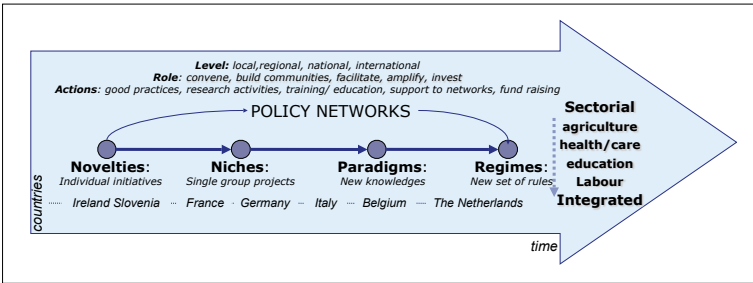 Level: local,regional, national, international
Role: convene, build communities, facilitate, amplify, invest
Actions: good practices, research activities, training/ education, support to networks, fund raising
POLICY NETWORKS
Novelties: Niches: Paradigms: Regimes:
Individual initiatives Single group projects New knowledges New set of rules
countries
Ireland Slovenia France Germany Italy Belgium The Netherlands
Sectorial
agriculture
health/care
education
Labour
Integrated
time